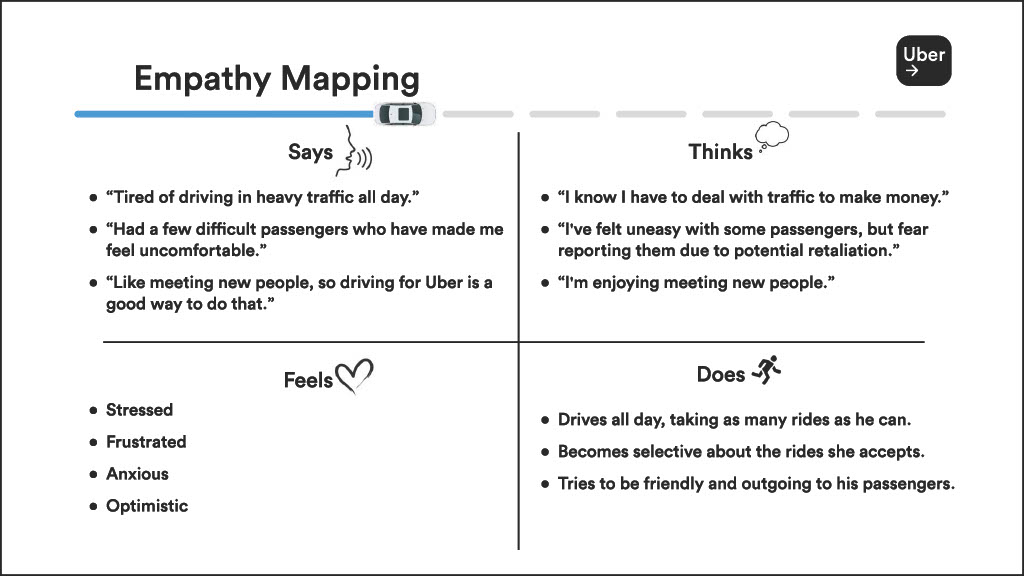 Uber
Empathy Mapping
Says
“Tired of driving in heavy traffic all day.”
“Had a few difficult passengers who have made me
feel uncomfortable.”
“Like meeting new people, so driving for Uber is a
good way to do that.”
Thinks
“I know I have to deal with traffic to make money.”
“I've felt uneasy with some passengers, but fear
reporting them due to potential retaliation.”
“I'm enjoying meeting new people.”
Feels
Stressed
Frustrated
Anxious
Optimistic
Does
Drives all day, taking as many rides as he can.
Becomes selective about the rides she accepts.
Tries to be friendly and outgoing to his passengers.